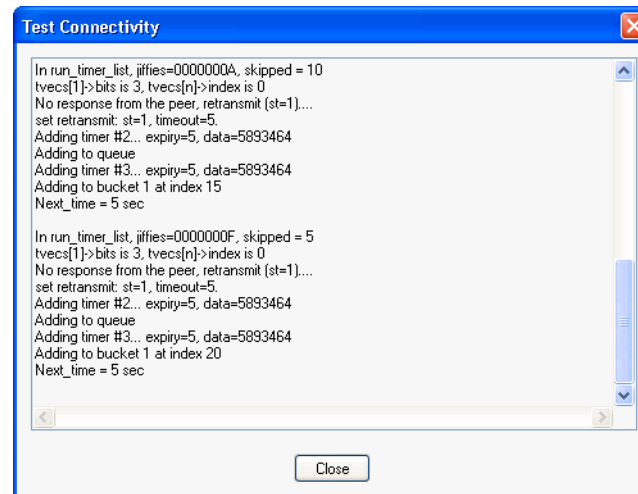 Test Connectivity
In run_timer_list, jiffies=0000000A, skipped = 10
tvecs[1]->bits is 3, tvecs[n]->index is 0
No response from the peer, retransmit (st=1)....
set retransmit: st=1, timeout=5.
Adding timer #2... expiry=5, data=5893464
Adding to queue
Adding timer #3... expiry=5, data=5893464
Adding to bucket 1 at index 15
Next_time = 5 sec
In run_timer_list, jiffies=0000000F, skipped = 5
tvecs[1]->bits is 3, tvecs[n]->index is 0
No response from the peer, retransmit (st=1)....
set retransmit: st=1, timeout=5.
Adding timer #2... expiry=5, data=5893464
Adding to queue
Adding timer #3... expiry=5, data=5893464
Adding to bucket 1 at index 20
Next_time = 5 sec
Close